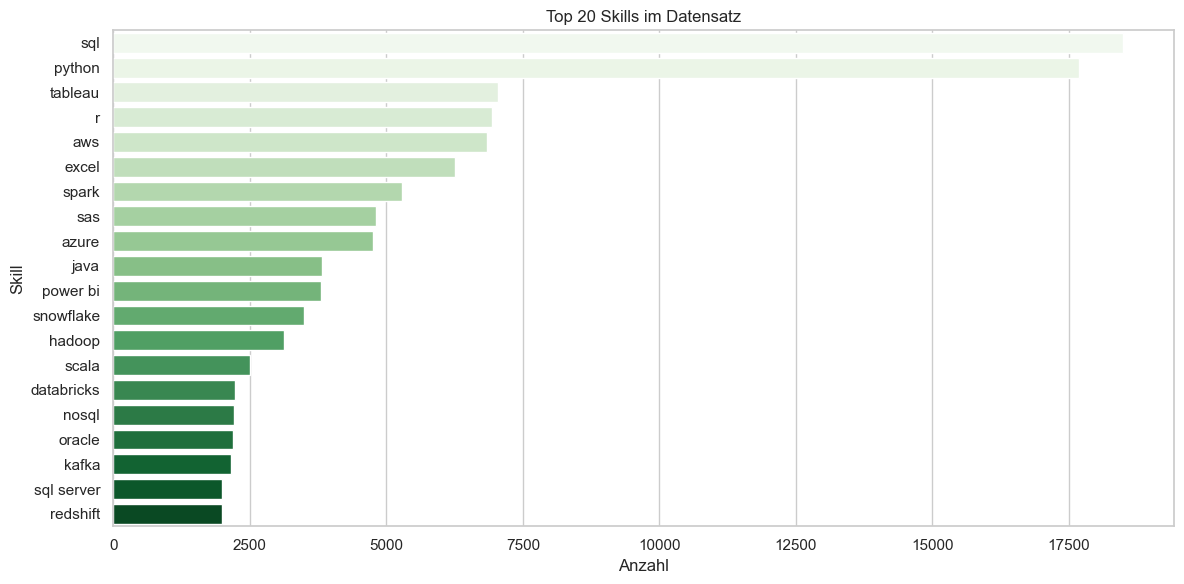 Top 20 Skills im Datensatz
sql
python
tableau
r
aws
excel
spark
sas
azure
java
power bi
snowflake
hadoop
scala
databricks
nosql
oracle
kafka
sql server
redshift
Skill
0 2500 5000 7500 10000 12500 15000 17500
Anzahl